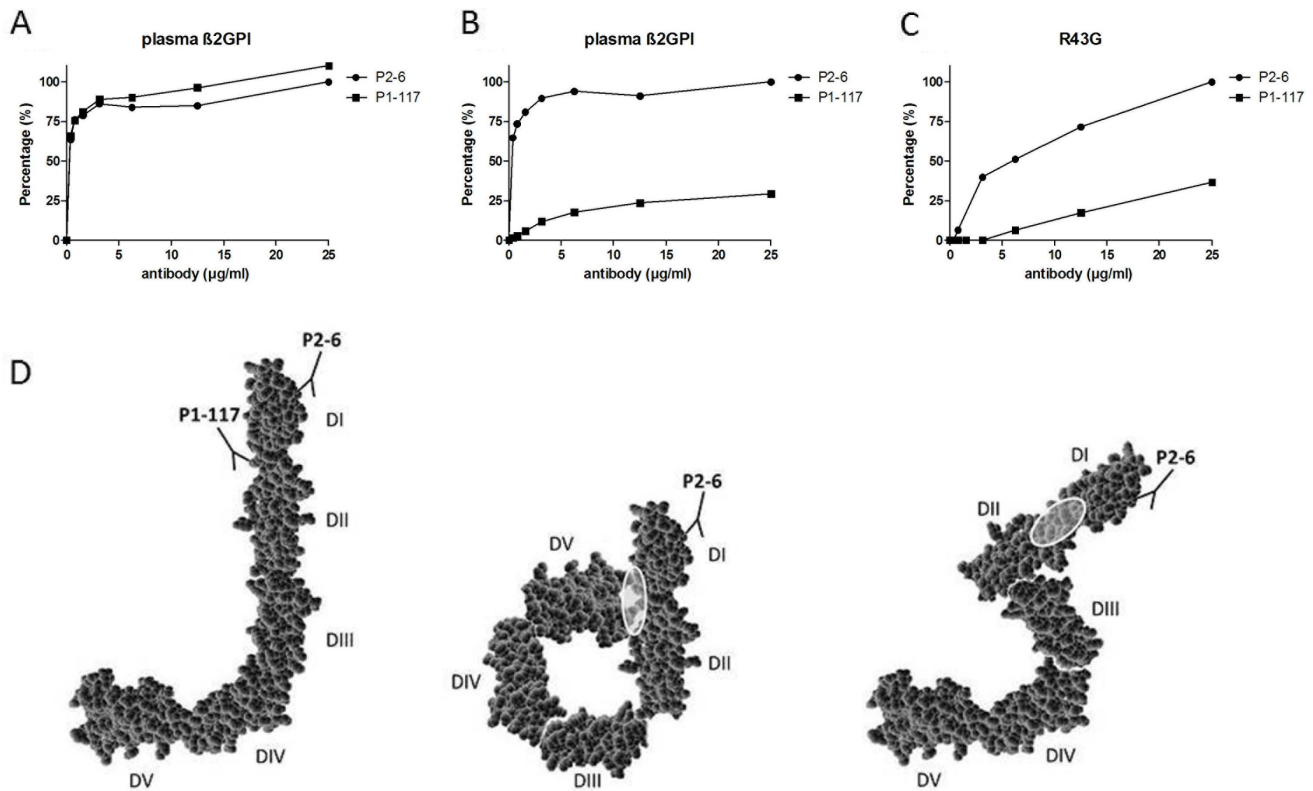 A
plasma ß2GPI
Percentage (%)
100
75
50
25
0
0 5 10 15 20 25
antibody (µg/ml)
P2-6
P1-117
B
plasma ß2GPI
Percentage (%)
100
75
50
25
0
0 5 10 15 20 25
antibody (µg/ml)
P2-6
P1-117
C
R43G
Percentage (%)
100
75
50
25
0
0 5 10 15 20 25
antibody (µg/ml)
P2-6
P1-117
D
P2-6
P1-117
DI
DII
DIII
DIV
DV
P2-6
DV
DI
DIV
DII
DIII
DI
P2-6
DII
DIII
DIV
DV